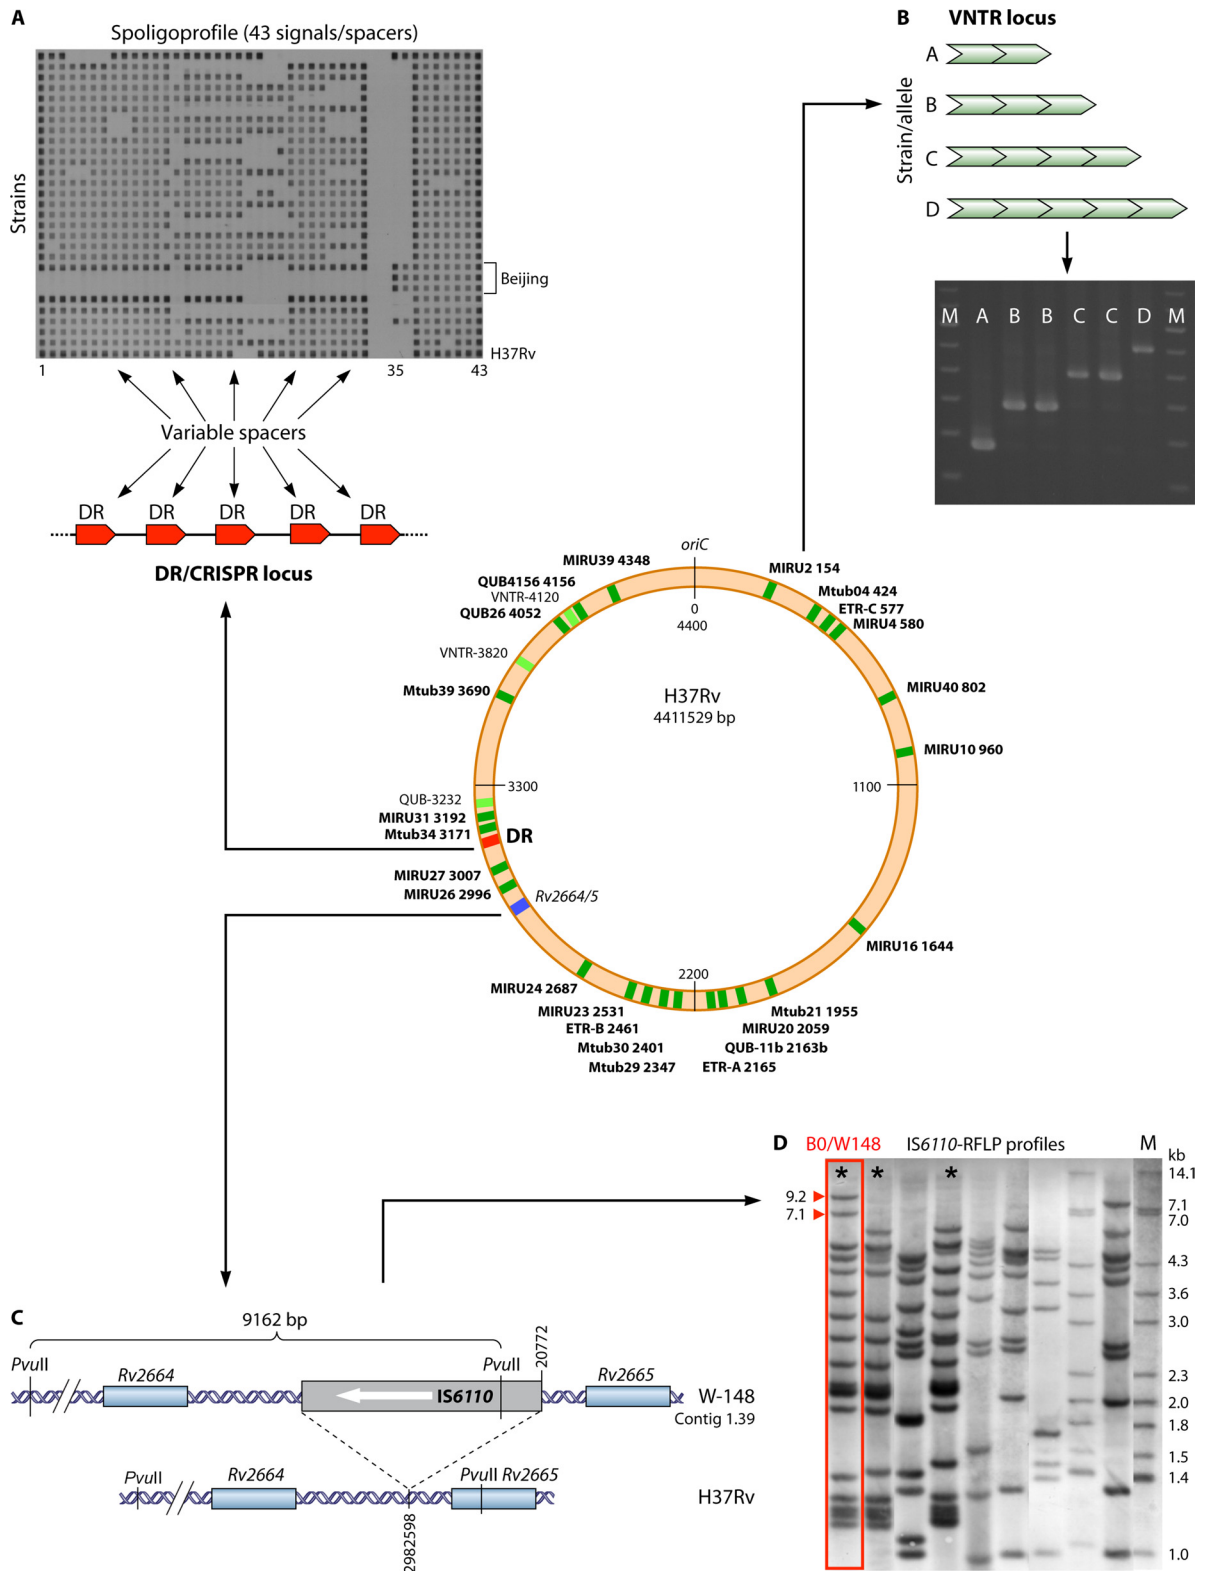 A
Spoligoprofile (43 signals/spacers)
Strains
Beijing
H37Rv
1
35
43
Variable spacers
DR DR DR DR DR
DR/CRISPR locus
B
VNTR locus
Strain/allele
A
B
C
D
M A B B C C D M
oriC
0
4400
H37Rv
4411529 bp
MIRU2 154
Mtub04 424
ETR-C 577
MIRU4 580
MIRU40 802
MIRU10 960
1100
MIRU16 1644
Mtub21 1955
MIRU20 2059
QUB-11b 2163b
ETR-A 2165
2200
Mtub29 2347
Mtub30 2401
ETR-B 2461
MIRU23 2531
MIRU24 2687
Rv2664/5
MIRU26 2996
MIRU27 3007
DR
Mtub34 3171
MIRU31 3192
QUB-3232
3300
Mtub39 3690
VNTR-3820
QUB26 4052
VNTR-4120
QUB4156 4156
MIRU39 4348
C
9162 bp
PvuII
Rv2664
PvuII
IS6110
20772
Rv2665
W-148
Contig 1.39
PvuII
Rv2664
PvuII Rv2665
H37Rv
2982598
D
B0/W148
IS6110-RFLP profiles
M
kb
* * *
9.2
7.1
14.1
7.1
7.0
4.3
3.6
3.0
2.3
2.0
1.8
1.5
1.4
1.0